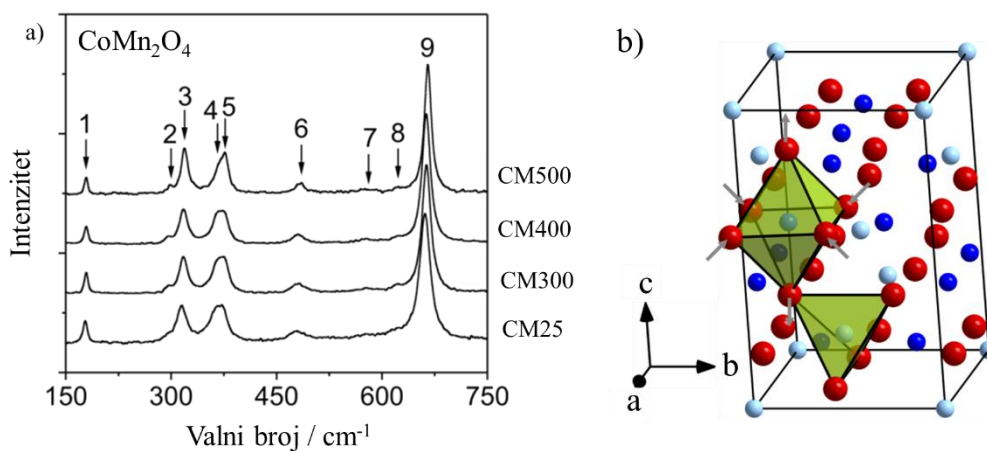 a)
CoMn₂O₄
Intenzitet
1
2
3
4
5
6
7
8
9
CM500
CM400
CM300
CM25
150 300 450 600 750
Valni broj / cm⁻¹
b)
c
b
a